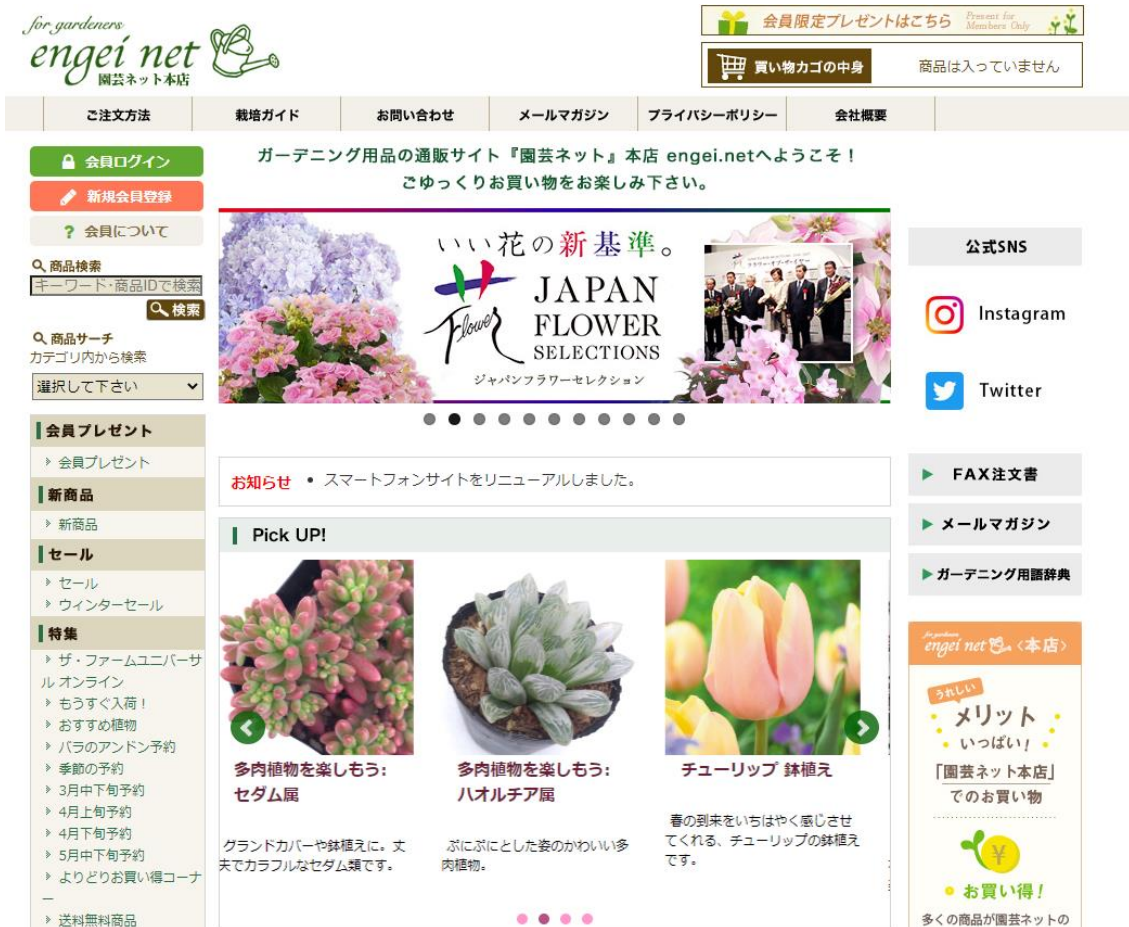 for gardeners
engei net
園芸ネット本店
会員限定プレゼントはこちら Present for Members Only
買い物カゴの中身 商品は入っていません
ご注文方法 栽培ガイド お問い合わせ メールマガジン プライバシーポリシー 会社概要
会員ログイン
新規会員登録
? 会員について
商品検索
キーワード・商品IDで検索
検索
商品サーチ
カテゴリ内から検索
選択して下さい
会員プレゼント
会員プレゼント
新商品
新商品
セール
セール
ウィンターセール
特集
ザ・ファームユニバーサ
ル オンライン
もうすぐ入荷！
おすすめ植物
バラのアンドン予約
季節の予約
3月中下旬予約
4月上旬予約
4月下旬予約
5月中下旬予約
よりどりお買い得コーナ
ー
送料無料商品
ガーデニング用品の通販サイト『園芸ネット』本店 engei.netへようこそ！
ごゆっくりお買い物をお楽しみ下さい。
いい花の新基準。
Flower
JAPAN
FLOWER
SELECTIONS
ジャパンフラワーセレクション
お知らせ • スマートフォンサイトをリニューアルしました。
Pick UP!
多肉植物を楽しもう:
セダム属
グランドカバーや鉢植えに。丈
夫でカラフルなセダム類です。
多肉植物を楽しもう:
ハオルチア属
ぷにぷにとした姿のかわいい多
肉植物。
チューリップ 鉢植え
春の到来をいちはやく感じさせ
てくれる、チューリップの鉢植え
です。
公式SNS
Instagram
Twitter
FAX注文書
メールマガジン
ガーデニング用語辞典
for gardeners
engei net 〈本店〉
うれしい
メリット
いっぱい!
「園芸ネット本店」
でのお買い物
¥
お買い得!
多くの商品が園芸ネットの